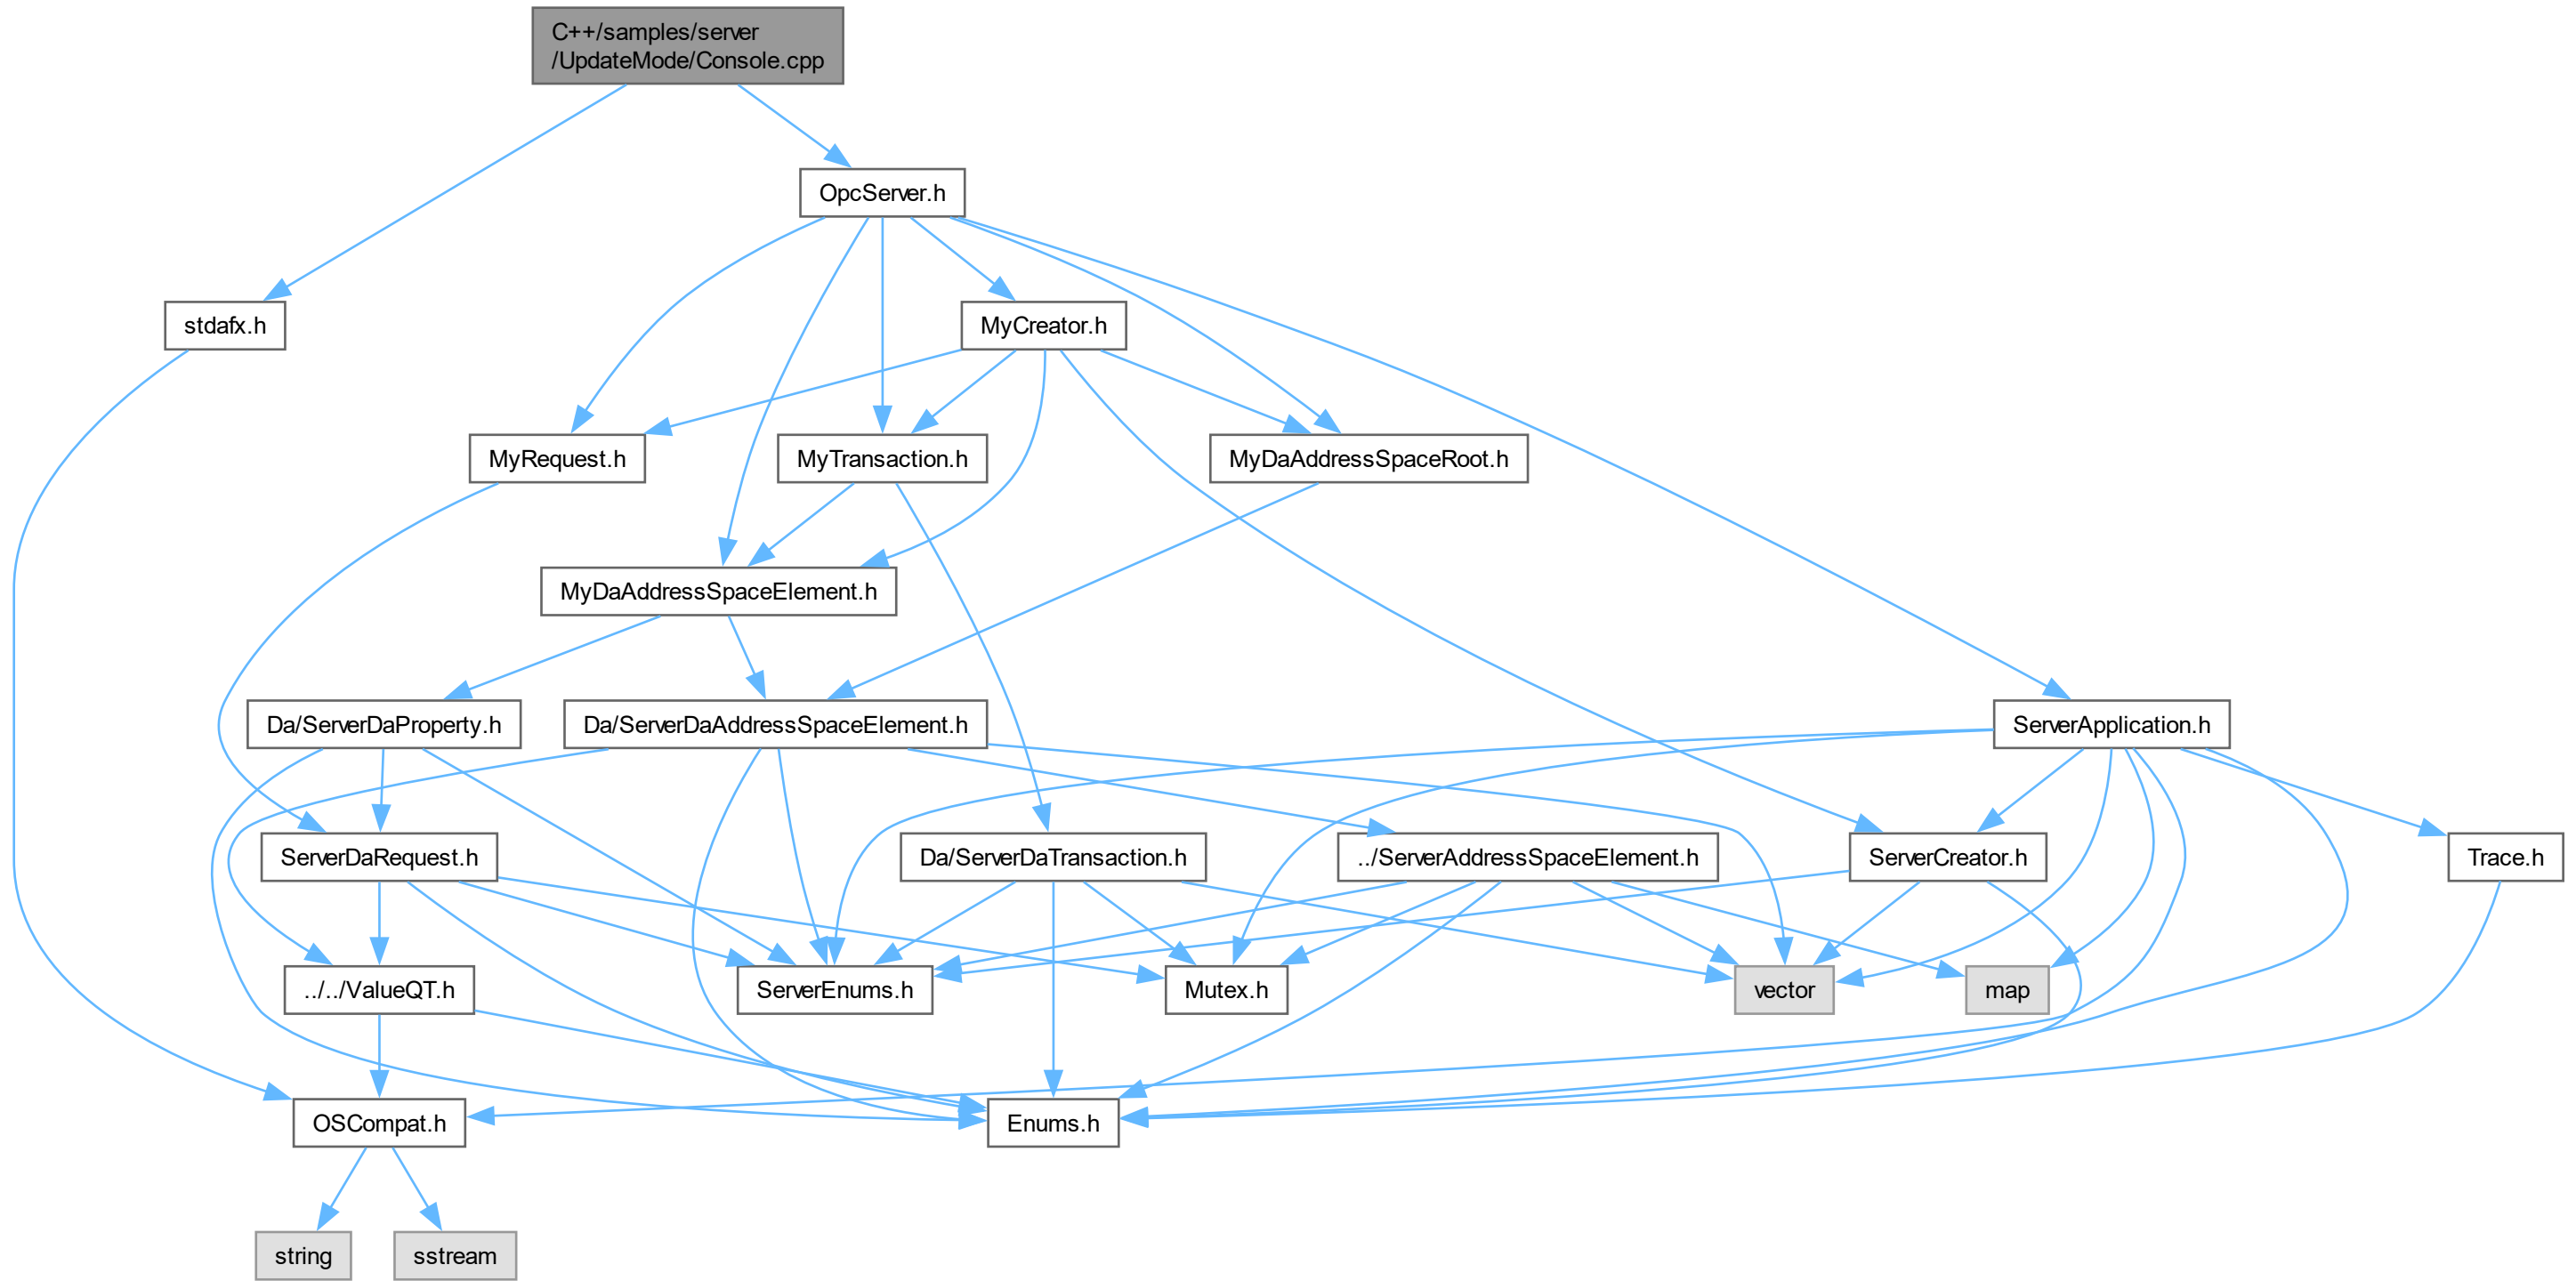 C++/samples/server
/UpdateMode/Console.cpp
OpcServer.h
stdafx.h
MyCreator.h
MyRequest.h
MyTransaction.h
MyDaAddressSpaceRoot.h
MyDaAddressSpaceElement.h
Da/ServerDaProperty.h
Da/ServerDaAddressSpaceElement.h
ServerApplication.h
ServerDaRequest.h
Da/ServerDaTransaction.h
../ServerAddressSpaceElement.h
ServerCreator.h
Trace.h
../../ValueQT.h
ServerEnums.h
Mutex.h
vector
map
OSCompat.h
Enums.h
string
sstream